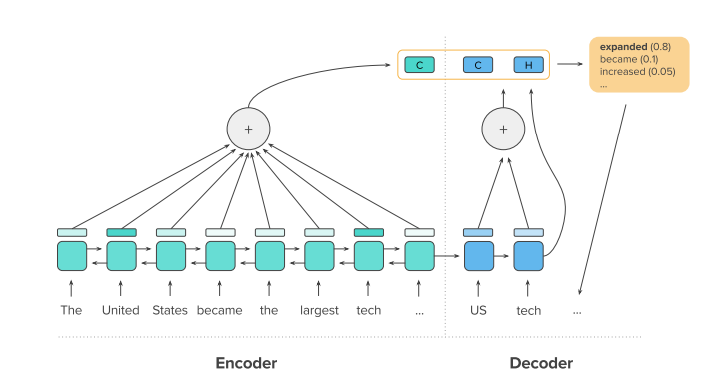 C C H
expanded (0.8)
became (0.1)
increased (0.05)
...
+ +
The United States became the largest tech ... US tech ...
Encoder Decoder